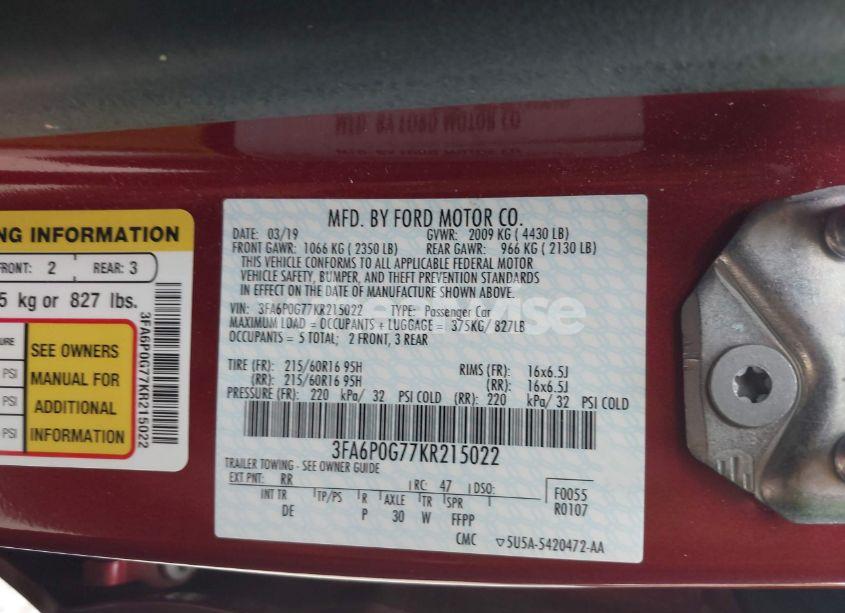 NG INFORMATION
FRONT: 2 REAR: 3
5 kg or 827 lbs.
PSI
PSI
PSI
SEE OWNERS
MANUAL FOR
ADDITIONAL
INFORMATION
3FA6P0G77KR215022
MFD. BY FORD MOTOR CO.
DATE: 03/19 GVWR: 2009 KG ( 4430 LB)
FRONT GAWR: 1066 KG ( 2350 LB) REAR GAWR: 966 KG ( 2130 LB)
THIS VEHICLE CONFORMS TO ALL APPLICABLE FEDERAL MOTOR
VEHICLE SAFETY, BUMPER, AND THEFT PREVENTION STANDARDS
IN EFFECT ON THE DATE OF MANUFACTURE SHOWN ABOVE.
VIN: 3FA6P0G77KR215022 TYPE: Passenger Car
MAXIMUM LOAD = OCCUPANTS + LUGGAGE = 375KG/ 827LB
OCCUPANTS = 5 TOTAL; 2 FRONT, 3 REAR
TIRE (FR): 215/60R16 95H RIMS (FR): 16x6.5J
(RR): 215/60R16 95H (RR): 16x6.5J
PRESSURE (FR): 220 kPa/ 32 PSI COLD (RR): 220 kPa/ 32 PSI COLD
3FA6P0G77KR215022
TRAILER TOWING - SEE OWNER GUIDE
EXT PNT: RR RC: 47 DSO:
INT TR TP/PS R AXLE TR SPR
DE P 30 W FFPP
F0055
R0107
CMC 5U5A-5420472-AA